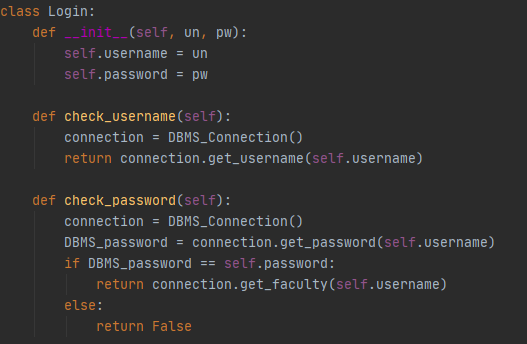 class Login:
    def __init__(self, un, pw):
        self.username = un
        self.password = pw

    def check_username(self):
        connection = DBMS_Connection()
        return connection.get_username(self.username)

    def check_password(self):
        connection = DBMS_Connection()
        DBMS_password = connection.get_password(self.username)
        if DBMS_password == self.password:
            return connection.get_faculty(self.username)
        else:
            return False